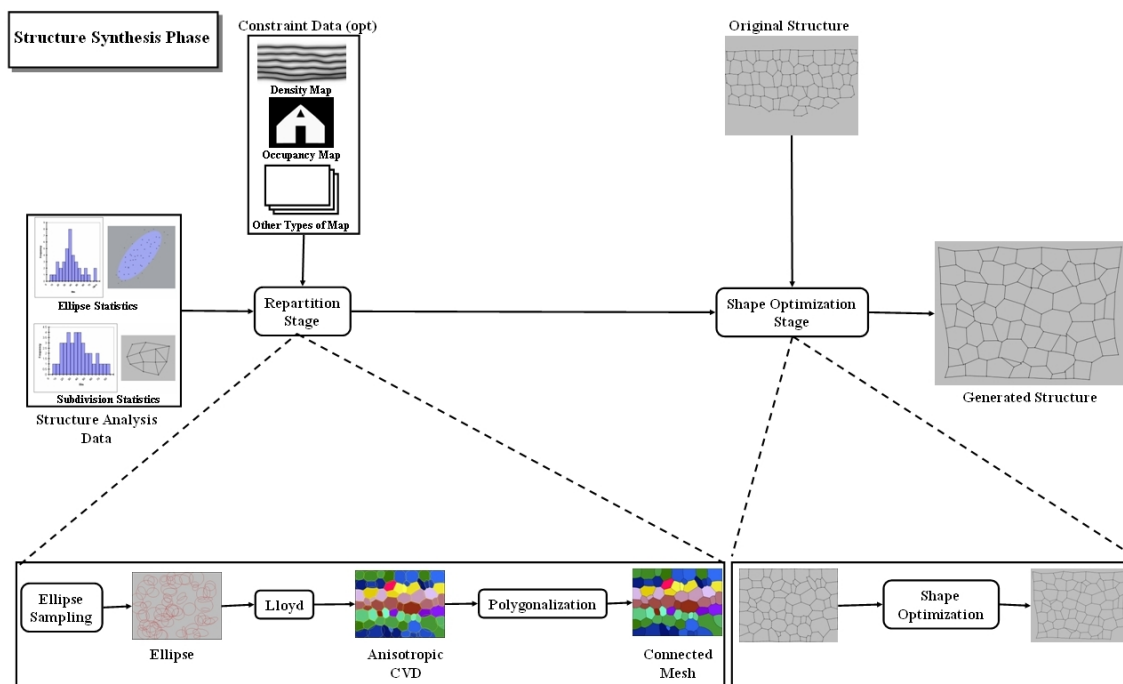 Structure Synthesis Phase
Constraint Data (opt)
Density Map
Occupancy Map
Other Types of Map
Original Structure
Ellipse Statistics
Subdivision Statistics
Structure Analysis
Data
Repartition
Stage
Shape Optimization
Stage
Generated Structure
Ellipse
Sampling
Ellipse
Lloyd
Anisotropic
CVD
Polygonalization
Connected
Mesh
Shape
Optimization